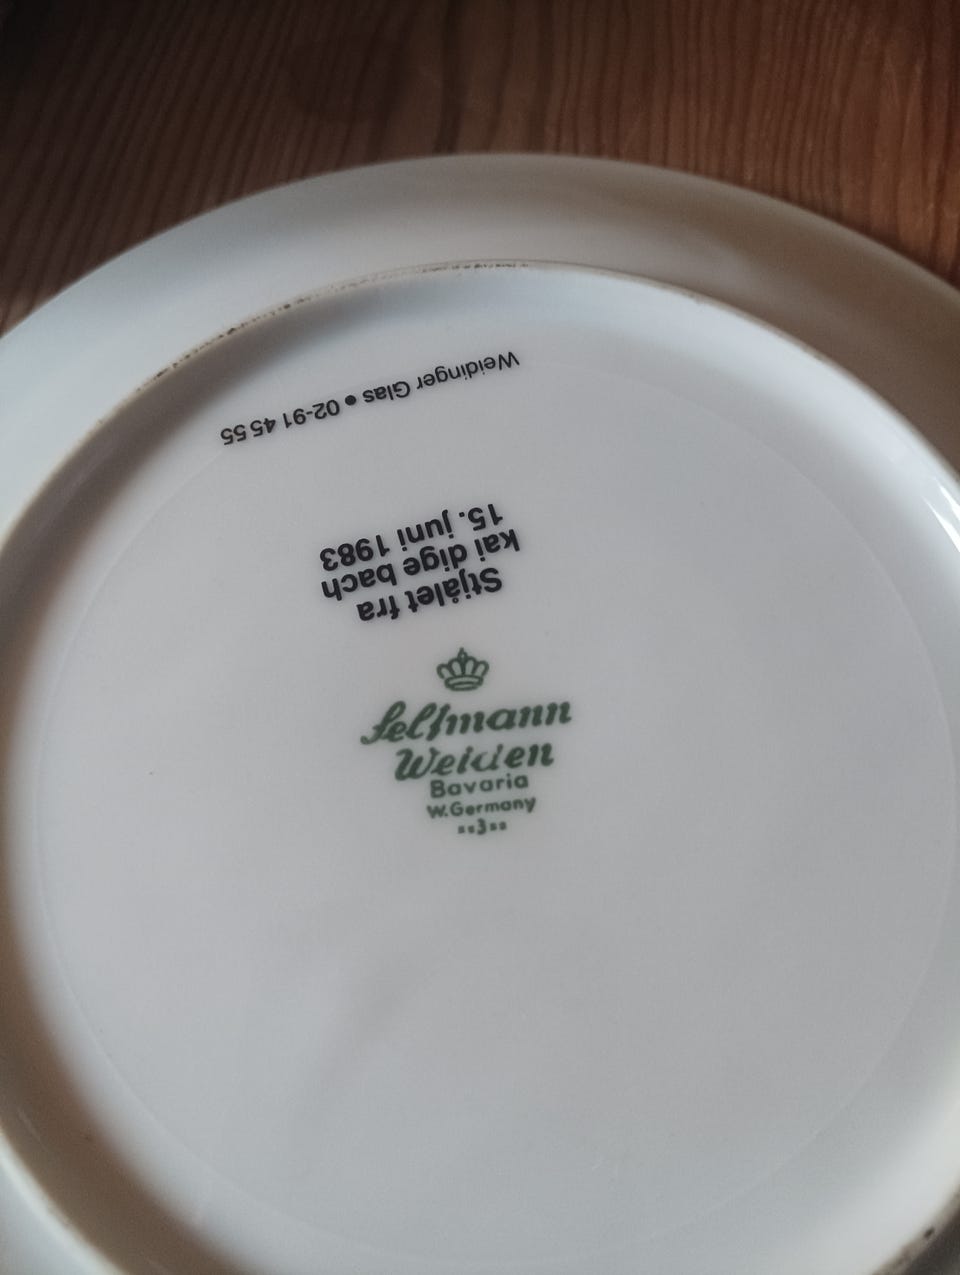 Seltmann
Weiden
Bavaria
W.Germany
3
Stjålet fra
kai dige bach
15. juni 1983
Weidinger Glas • 02-91 45 55